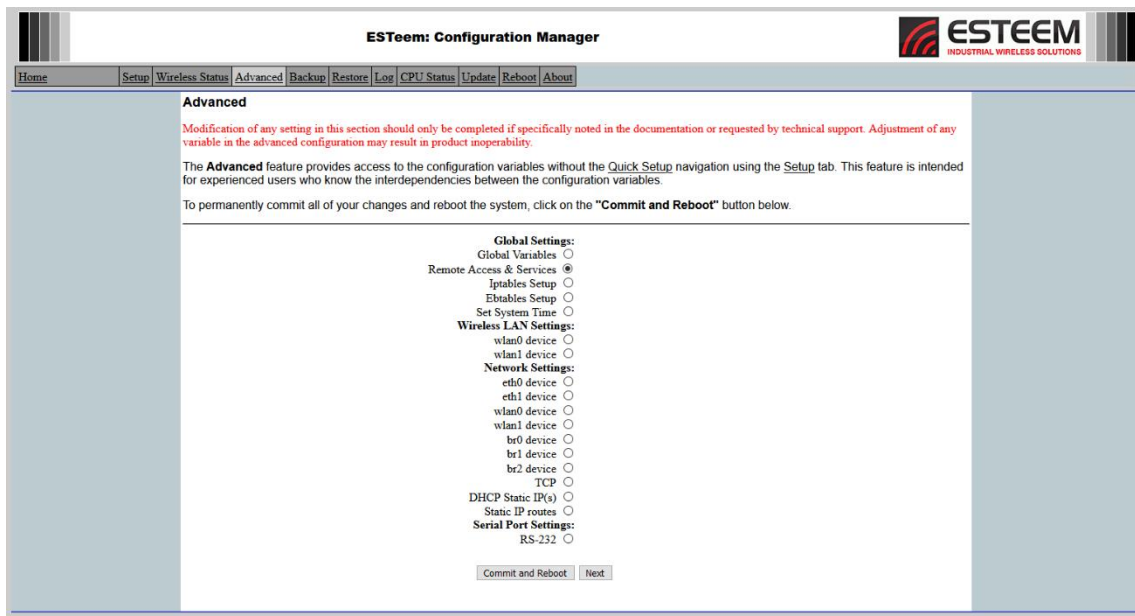 ESTeem: Configuration Manager
ESTEEM
INDUSTRIAL WIRELESS SOLUTIONS
Home Setup Wireless Status Advanced Backup Restore Log CPU Status Update Reboot About
Advanced
Modification of any setting in this section should only be completed if specifically noted in the documentation or requested by technical support. Adjustment of any
variable in the advanced configuration may result in product inoperability.
The Advanced feature provides access to the configuration variables without the Quick Setup navigation using the Setup tab. This feature is intended
for experienced users who know the interdependencies between the configuration variables.
To permanently commit all of your changes and reboot the system, click on the "Commit and Reboot" button below.
Global Settings:
Global Variables
Remote Access & Services
Iptables Setup
Ebtables Setup
Set System Time
Wireless LAN Settings:
wlan0 device
wlan1 device
Network Settings:
eth0 device
eth1 device
wlan0 device
wlan1 device
br0 device
br1 device
br2 device
TCP
DHCP Static IP(s)
Static IP routes
Serial Port Settings:
RS-232
Commit and Reboot Next